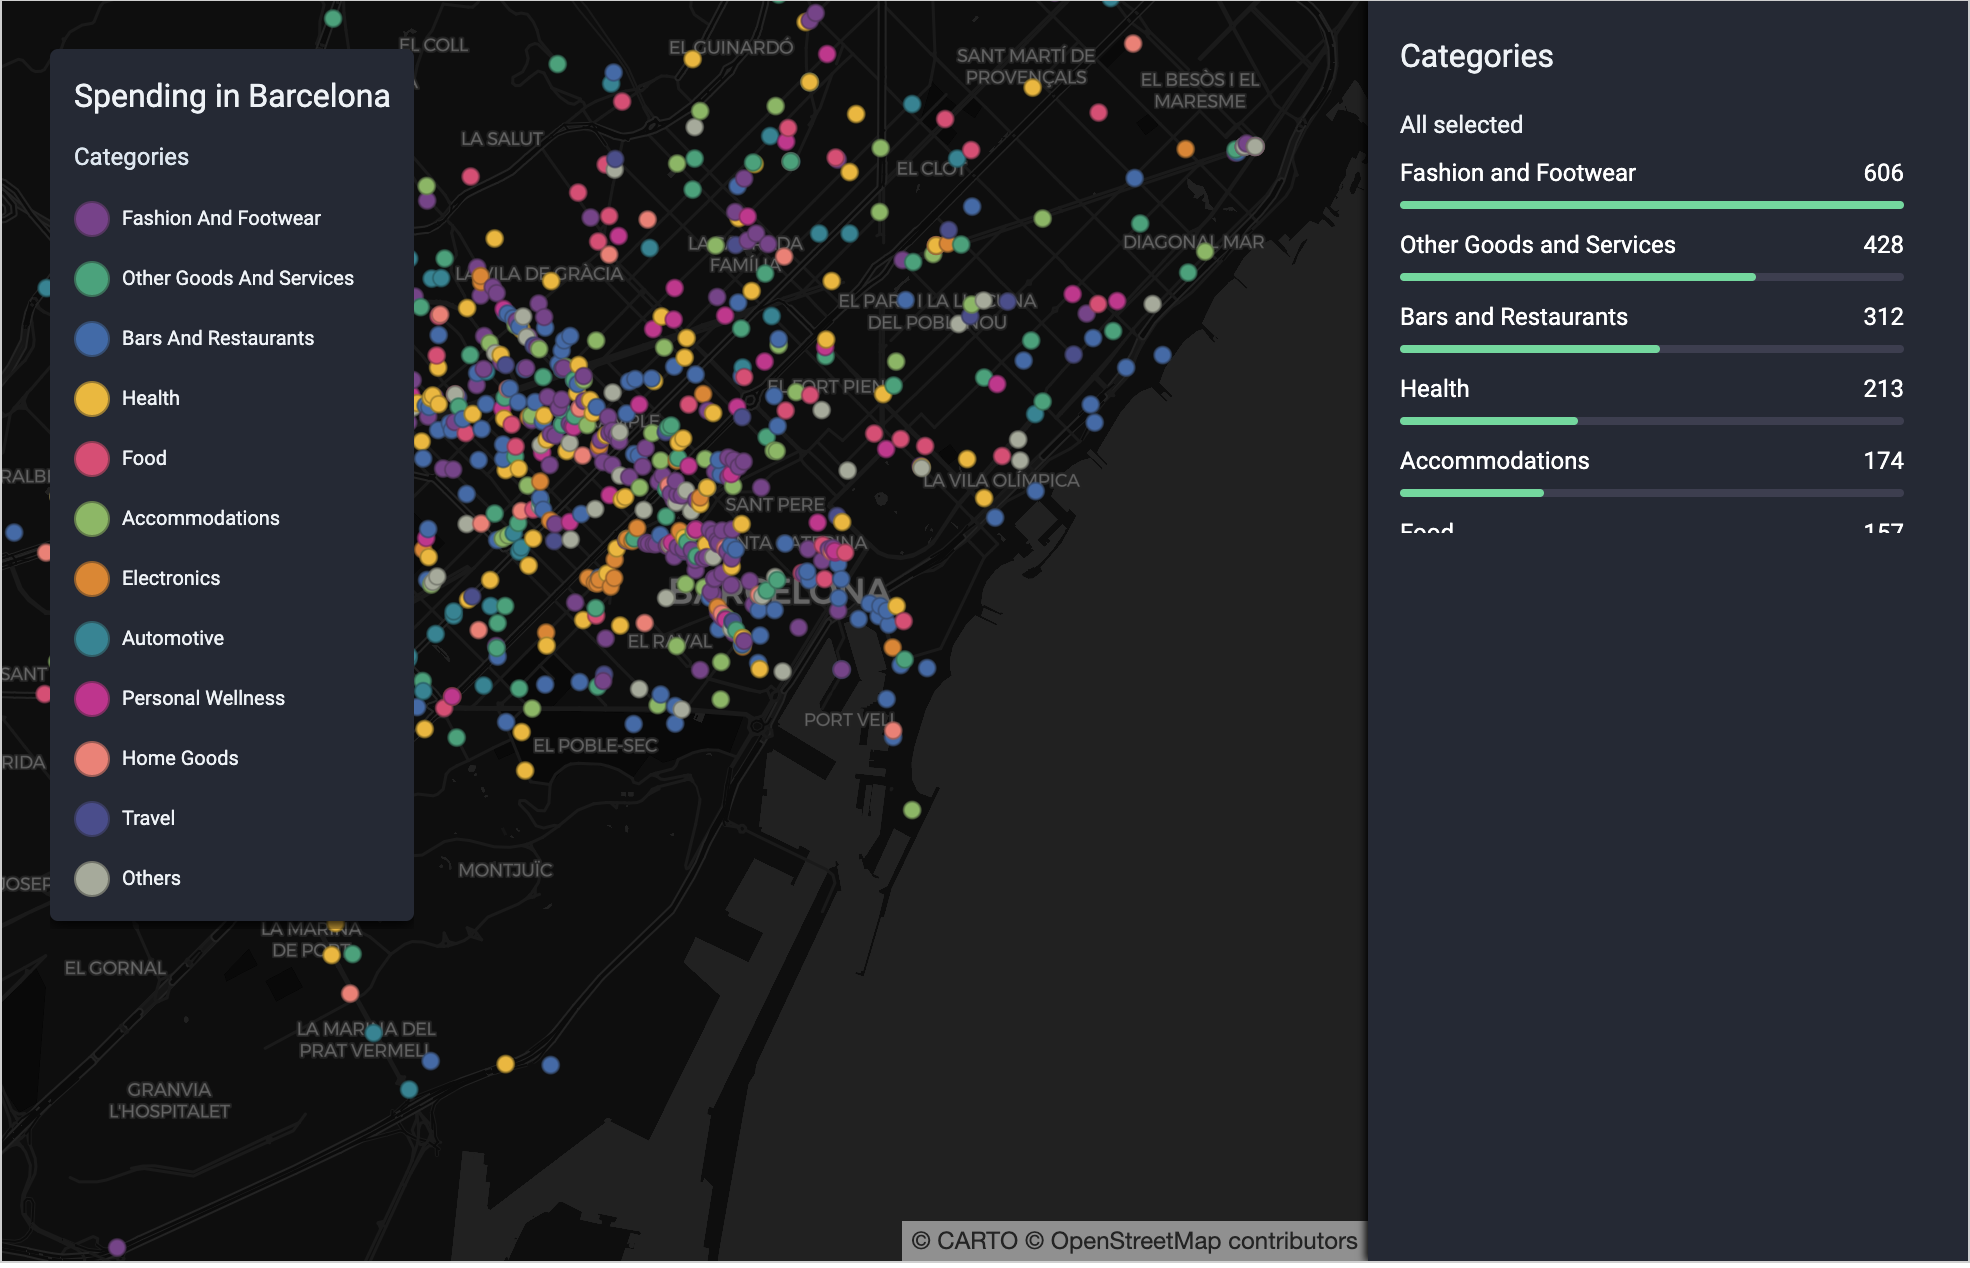 Spending in Barcelona
Categories
Fashion And Footwear
Other Goods And Services
Bars And Restaurants
Health
Food
Accommodations
Electronics
Automotive
Personal Wellness
Home Goods
Travel
Others
EL COLL
EL GUINARDÓ
SANT MARTÍ DE
PROVENÇALS
EL BESÒS I EL
MARESME
LA SALUT
EL CLOT
LA VILA DE GRÀCIA
FAMÍLIA
DIAGONAL MAR
DEL POBLENOU
EL FORT PIENC
SANT PERE
LA VILA OLÍMPICA
BARCELONA
EL RAVAL
SANT
PORT VELL
EL POBLE-SEC
RIDA
MONTJUÏC
JOSEP
LA MARINA
DE PORT
EL GORNAL
LA MARINA DEL
PRAT VERMELL
GRANVIA
L'HOSPITALET
© CARTO © OpenStreetMap contributors
Categories
All selected
Fashion and Footwear 606
Other Goods and Services 428
Bars and Restaurants 312
Health 213
Accommodations 174
Food 157